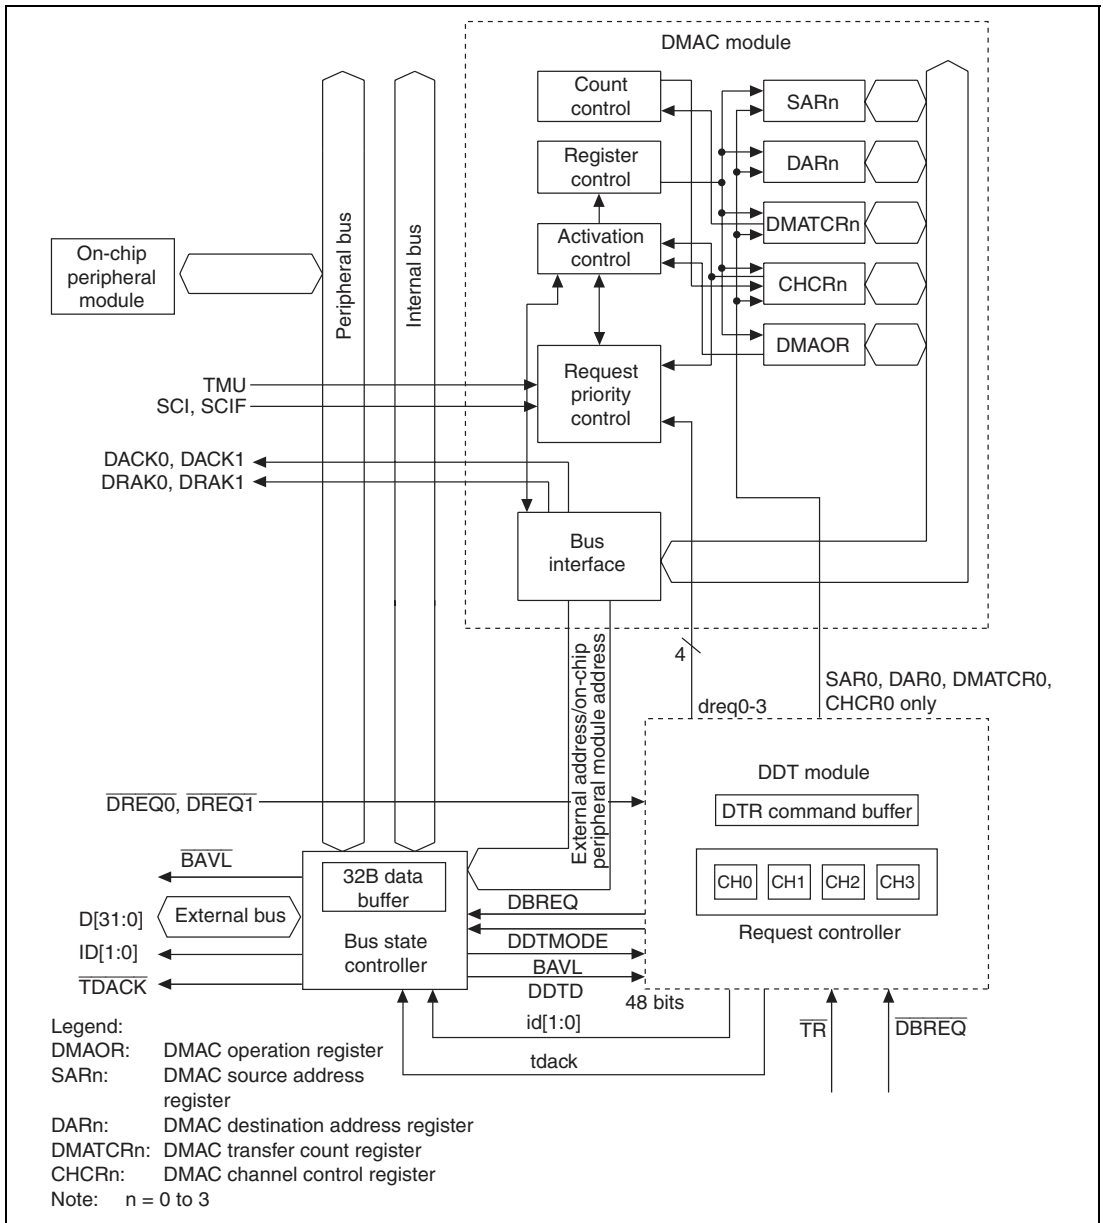 DMAC module
Count
control
SARn
Register
control
DARn
Activation
control
DMATCRn
CHCRn
DMAOR
On-chip
peripheral
module
Peripheral bus
Internal bus
Request
priority
control
TMU
SCI, SCIF
DACK0, DACK1
DRAK0, DRAK1
Bus
interface
External address/on-chip
peripheral module address
4
dreq0-3
SAR0, DAR0, DMATCR0,
CHCR0 only
DDT module
DTR command buffer
CH0 CH1 CH2 CH3
Request controller
DREQ0, DREQ1
BAVL
32B data
buffer
D[31:0]
External bus
Bus state
controller
ID[1:0]
TDACK
DBREQ
DDTMODE
BAVL
DDTD
48 bits
id[1:0]
tdack
TR
DBREQ
Legend:
DMAOR: DMAC operation register
SARn: DMAC source address
register
DARn: DMAC destination address register
DMATCRn: DMAC transfer count register
CHCRn: DMAC channel control register
Note: n = 0 to 3